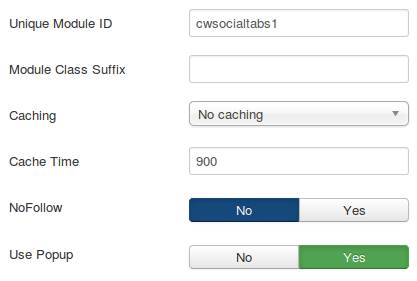 Unique Module ID cwsocialtabs1
Module Class Suffix
Caching No caching
Cache Time 900
NoFollow No Yes
Use Popup No Yes